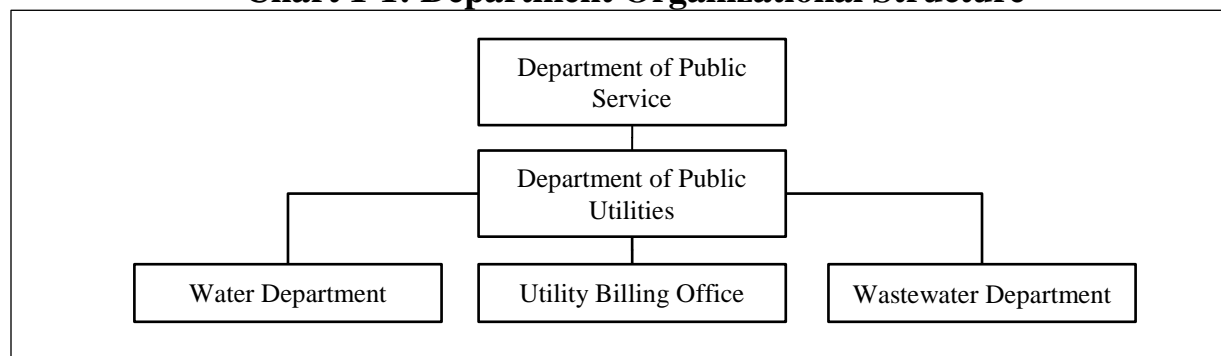 Chart 1-1: Department Organizational Structure
Department of Public
Service
Department of Public
Utilities
Water Department
Utility Billing Office
Wastewater Department